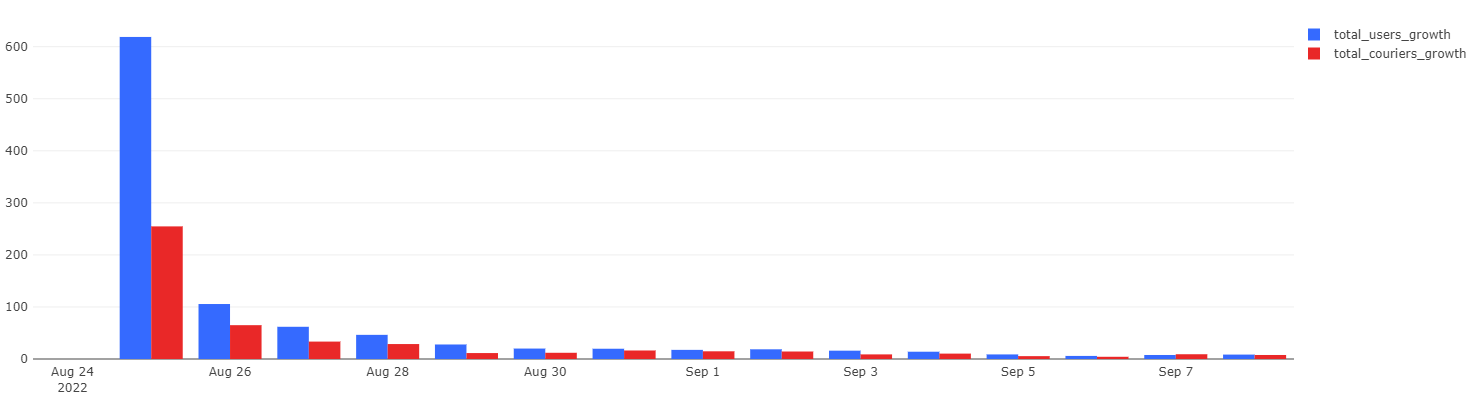 600
500
400
300
200
100
0
Aug 24
2022
Aug 26
Aug 28
Aug 30
Sep 1
Sep 3
Sep 5
Sep 7
total_users_growth
total_couriers_growth